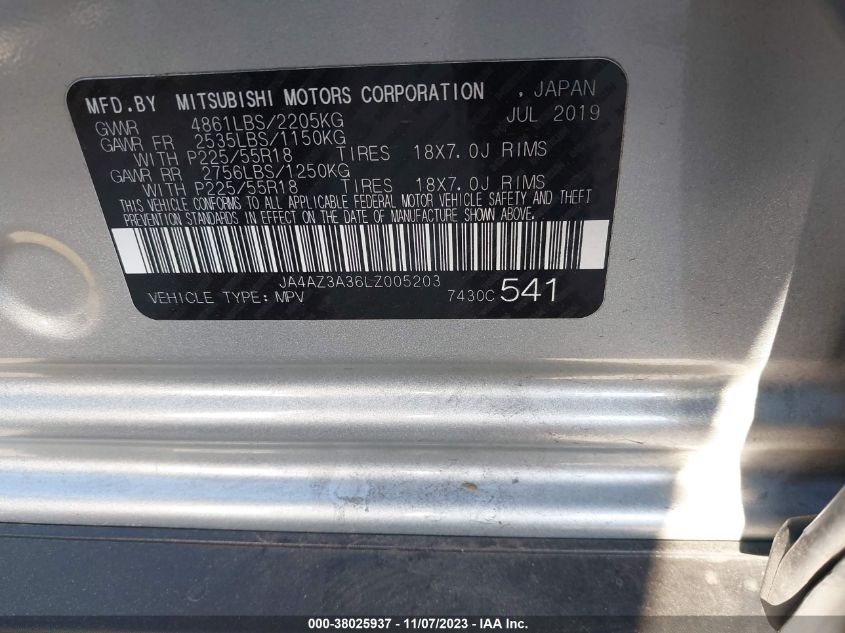 MFD.BY MITSUBISHI MOTORS CORPORATION , JAPAN
GVWR 4861LBS/2205KG JUL 2019
GAWR FR 2535LBS/1150KG
WITH P225/55R18 TIRES 18X7.0J RIMS
GAWR RR 2756LBS/1250KG
WITH P225/55R18 TIRES 18X7.0J RIMS
THIS VEHICLE CONFORMS TO ALL APPLICABLE FEDERAL MOTOR VEHICLE SAFETY AND THEFT
PREVENTION STANDARDS IN EFFECT ON THE DATE OF MANUFACTURE SHOWN ABOVE.
JA4AZ3A36LZ005203
VEHICLE TYPE: MPV 7430C 541
000-38025937 - 11/07/2023 - IAA Inc.